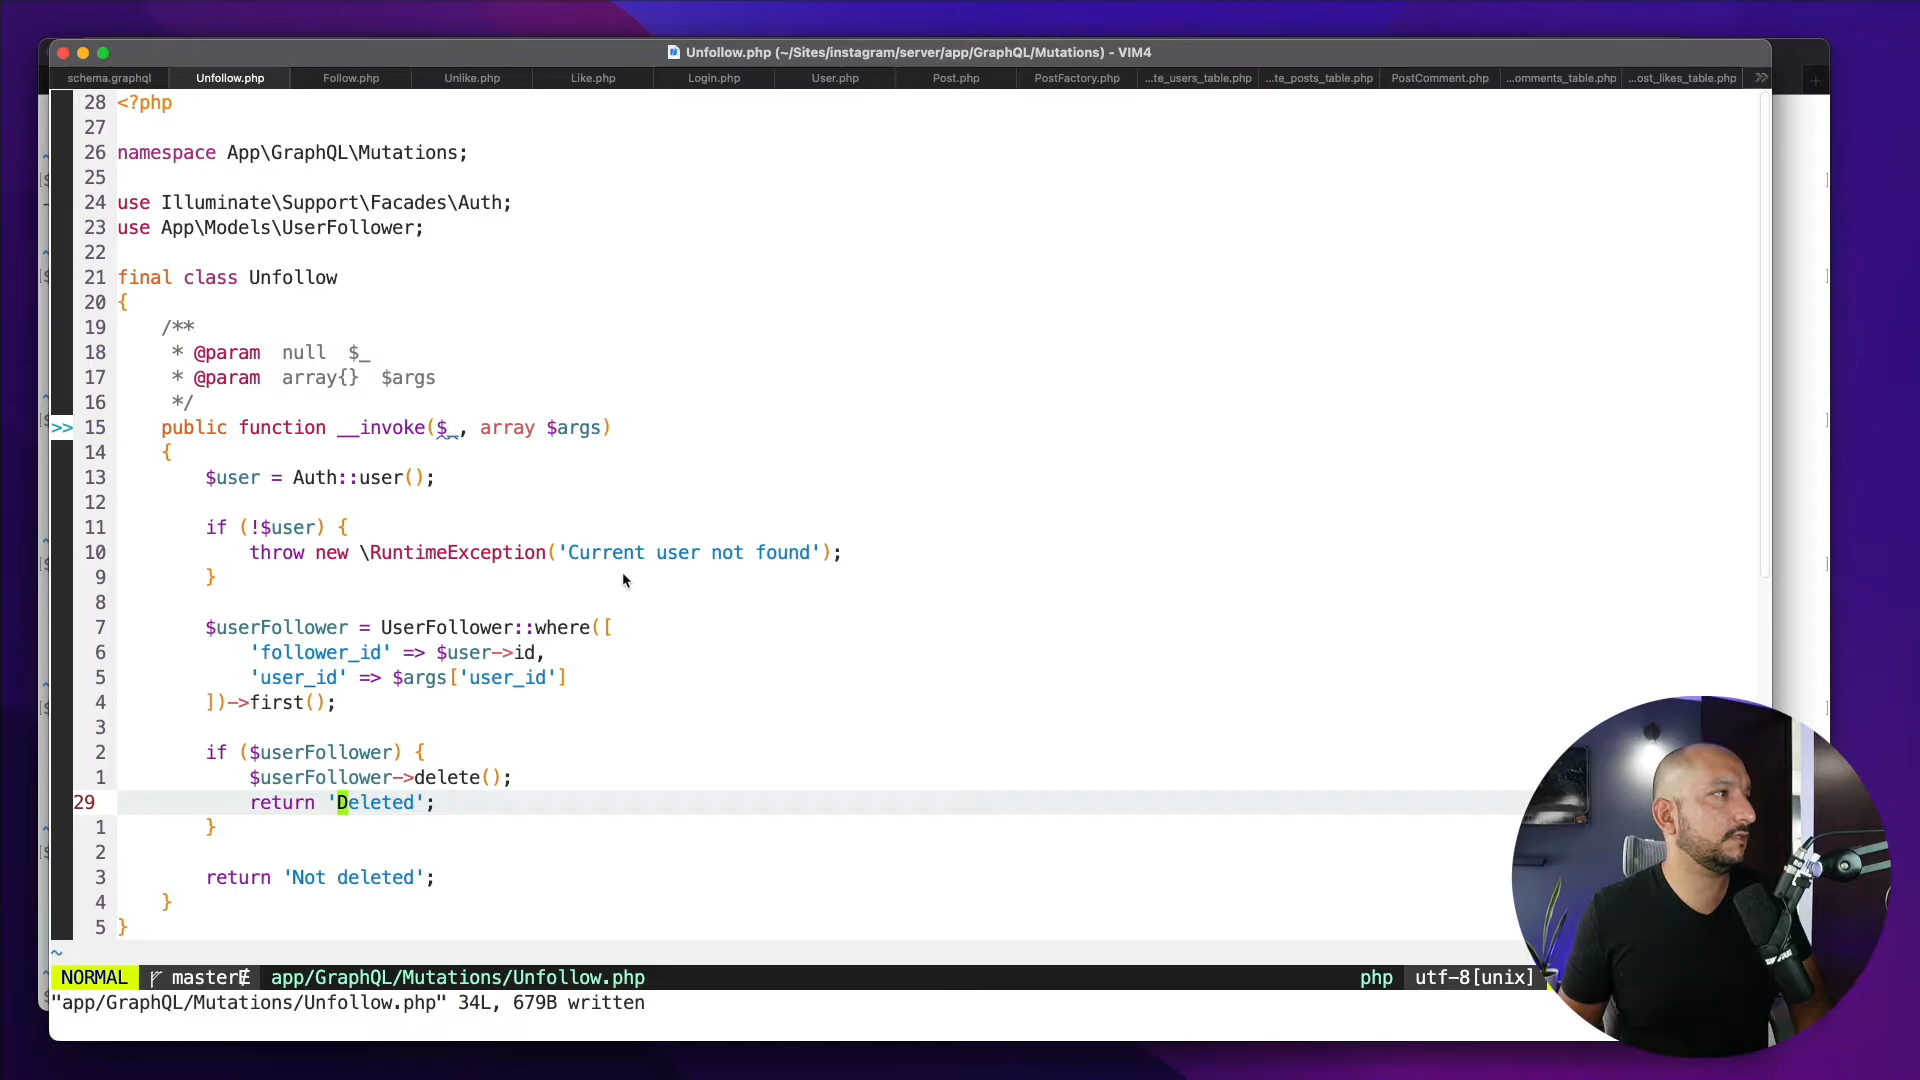 Unfollow.php (~/Sites/instagram/server/app/GraphQL/Mutations) - VIM4
schema.graphql Unfollow.php Follow.php Unlike.php Like.php Login.php User.php Post.php PostFactory.php ...te_users_table.php ...te_posts_table.php PostComment.php ...omments_table.php ...ost_likes_table.php
28 <?php
27
26 namespace App\GraphQL\Mutations;
25
24 use Illuminate\Support\Facades\Auth;
23 use App\Models\UserFollower;
22
21 final class Unfollow
20 {
19 /**
18 * @param null $_
17 * @param array{} $args
16 */
>> 15 public function __invoke($_, array $args)
14 {
13 $user = Auth::user();
12
11 if (!$user) {
10 throw new \RuntimeException('Current user not found');
9 }
8
7 $userFollower = UserFollower::where([
6 'follower_id' => $user->id,
5 'user_id' => $args['user_id']
4 ])->first();
3
2 if ($userFollower) {
1 $userFollower->delete();
29 return 'Deleted';
1 }
2
3 return 'Not deleted';
4 }
5 }
~
NORMAL master app/GraphQL/Mutations/Unfollow.php php utf-8[unix]
"app/GraphQL/Mutations/Unfollow.php" 34L, 679B written